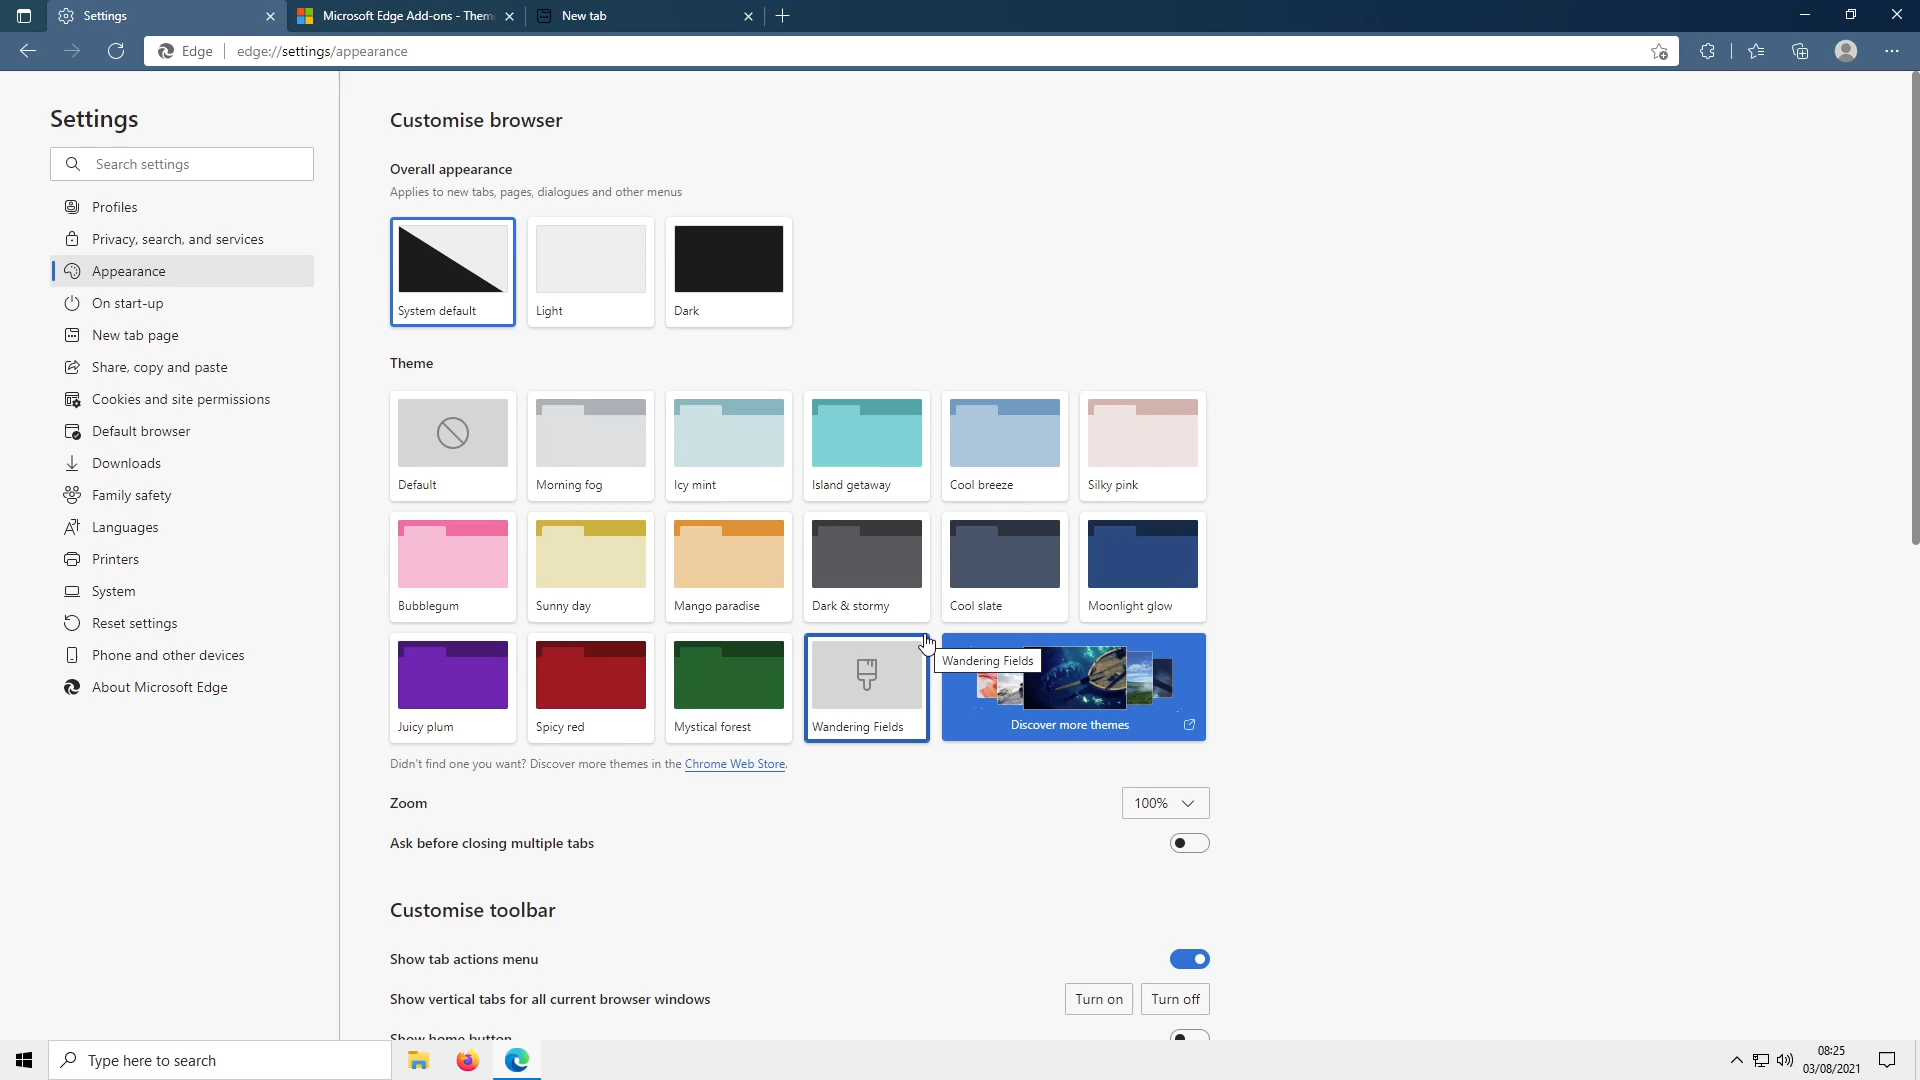 Settings
Microsoft Edge Add-ons - Them
New tab
Edge
edge://settings/appearance
Settings
Search settings
Profiles
Privacy, search, and services
Appearance
On start-up
New tab page
Share, copy and paste
Cookies and site permissions
Default browser
Downloads
Family safety
Languages
Printers
System
Reset settings
Phone and other devices
About Microsoft Edge
Customise browser
Overall appearance
Applies to new tabs, pages, dialogues and other menus
System default
Light
Dark
Theme
Default
Morning fog
Icy mint
Island getaway
Cool breeze
Silky pink
Bubblegum
Sunny day
Mango paradise
Dark & stormy
Cool slate
Moonlight glow
Juicy plum
Spicy red
Mystical forest
Wandering Fields
Wandering Fields
Discover more themes
Didn't find one you want? Discover more themes in the Chrome Web Store.
Zoom
100%
Ask before closing multiple tabs
Customise toolbar
Show tab actions menu
Show vertical tabs for all current browser windows
Turn on
Turn off
Show home button
Type here to search
08:25
03/08/2021